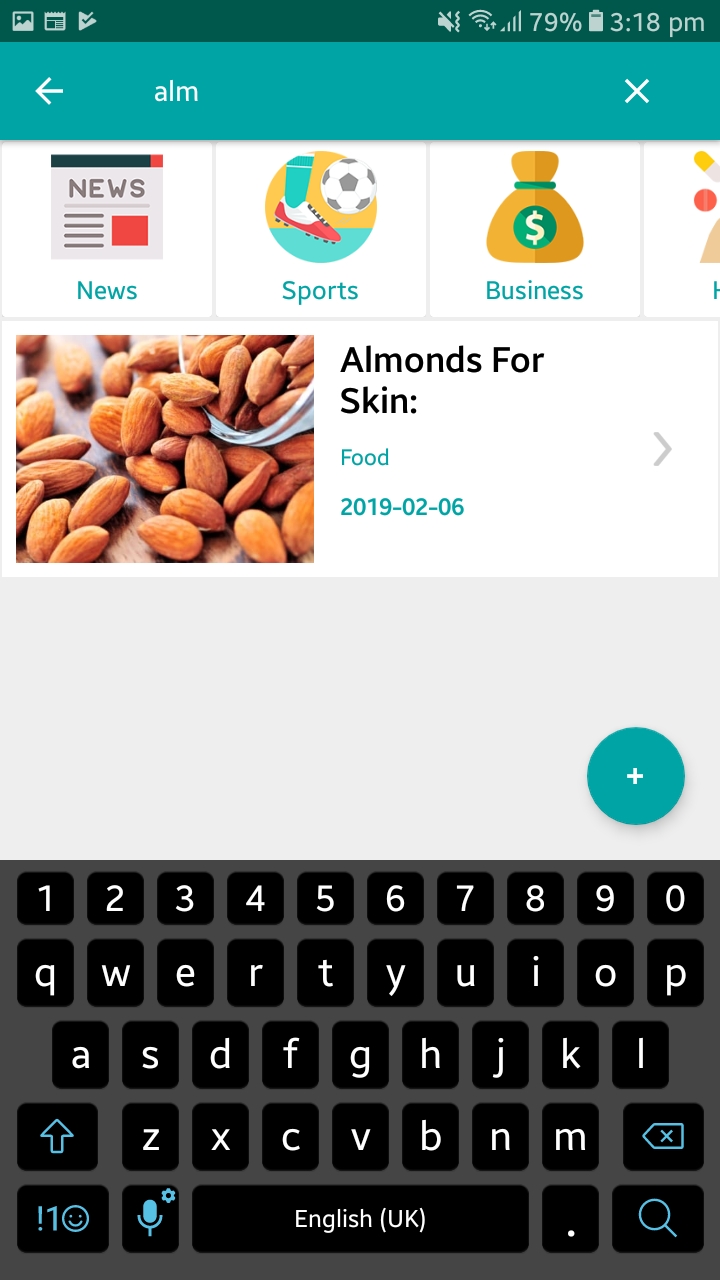 79% 3:18 pm
alm
NEWS
$
News Sports Business H
Almonds For
Skin:
Food
2019-02-06
+
1 2 3 4 5 6 7 8 9 0
q w e r t y u i o p
a s d f g h j k l
z x c v b n m
!1☺ English (UK) .